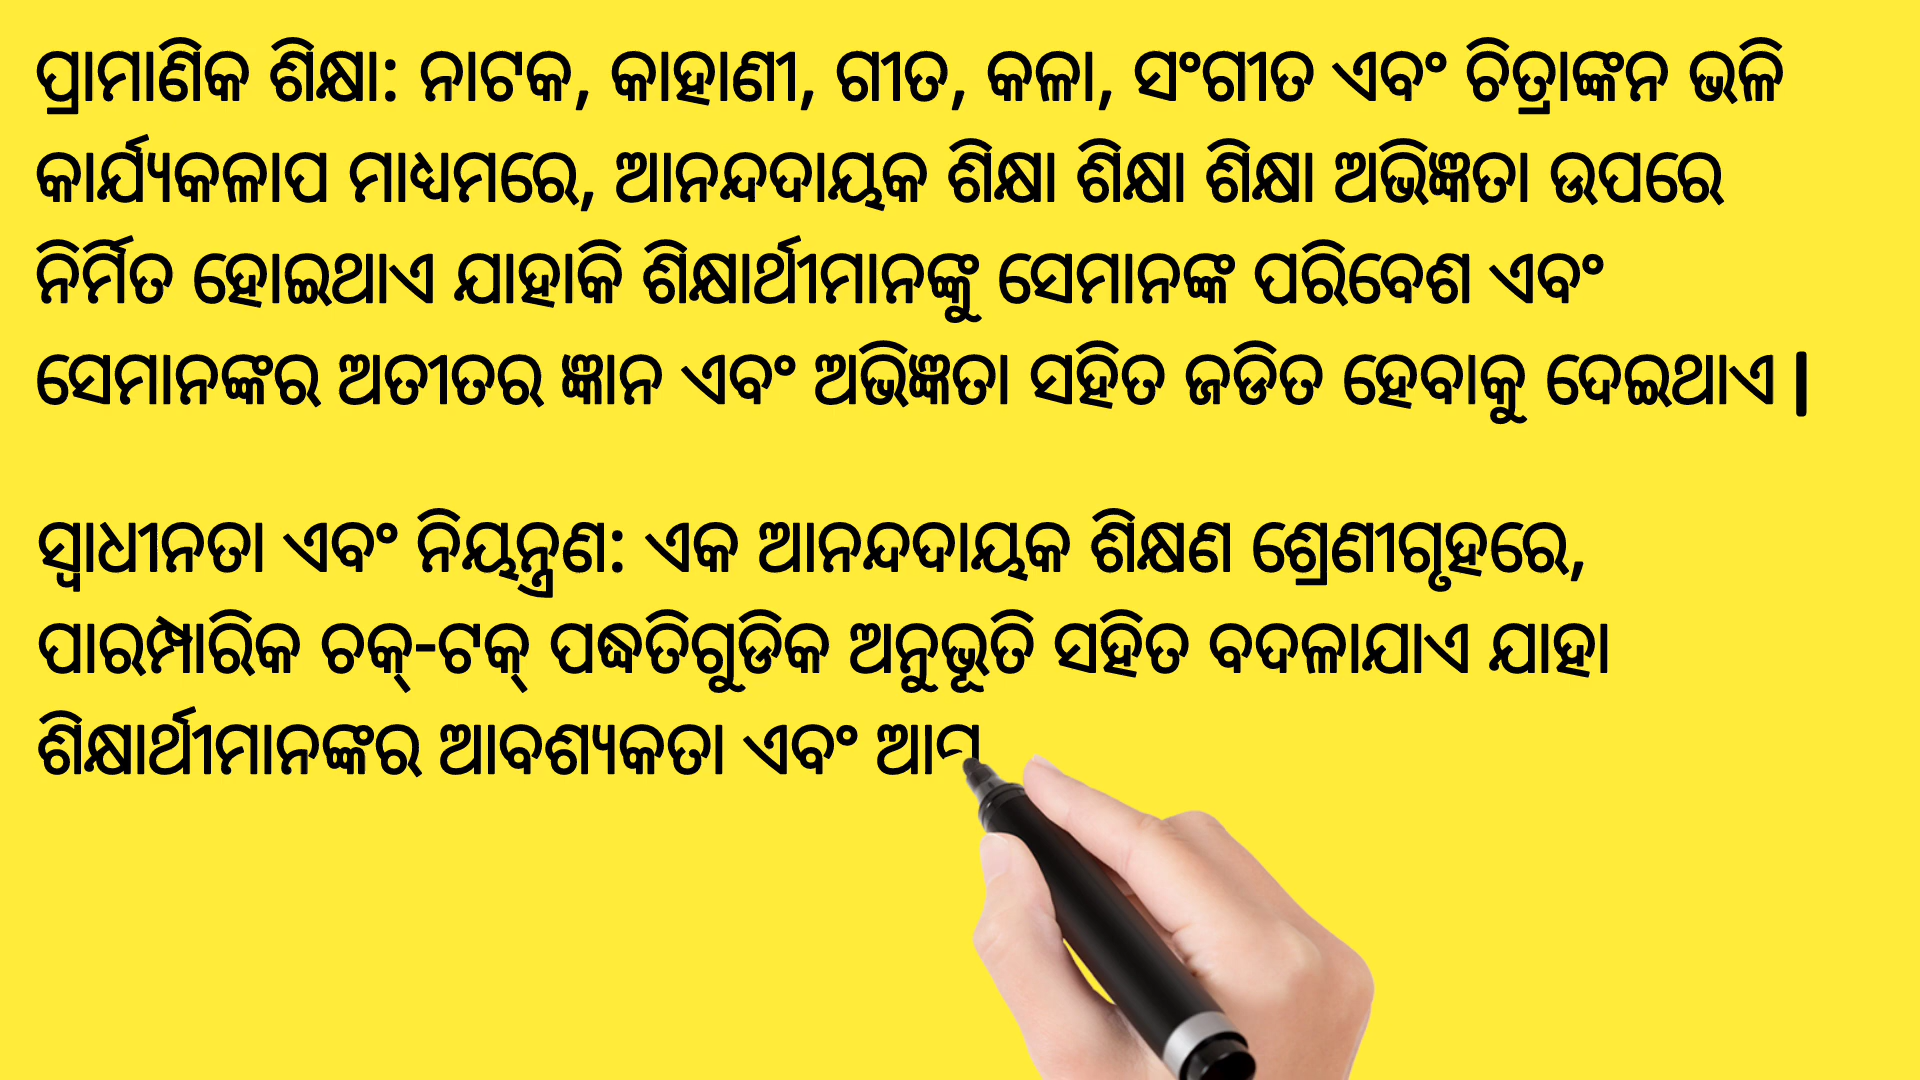 ପ୍ରାମାଣିକ ଶିକ୍ଷା: ନାଟକ, କାହାଣୀ, ଗୀତ, କଳା, ସଂଗୀତ ଏବଂ ଚିତ୍ରାଙ୍କନ ଭଳି
କାର୍ଯ୍ୟକଳାପ ମାଧ୍ୟମରେ, ଆନନ୍ଦଦାୟକ ଶିକ୍ଷା ଶିକ୍ଷା ଶିକ୍ଷା ଅଭିଜ୍ଞତା ଉପରେ
ନିର୍ମିତ ହୋଇଥାଏ ଯାହାକି ଶିକ୍ଷାର୍ଥୀମାନଙ୍କୁ ସେମାନଙ୍କ ପରିବେଶ ଏବଂ
ସେମାନଙ୍କର ଅତୀତର ଜ୍ଞାନ ଏବଂ ଅଭିଜ୍ଞତା ସହିତ ଜଡିତ ହେବାକୁ ଦେଇଥାଏ |
ସ୍ୱାଧୀନତା ଏବଂ ନିୟନ୍ତ୍ରଣ: ଏକ ଆନନ୍ଦଦାୟକ ଶିକ୍ଷଣ ଶ୍ରେଣୀଗୃହରେ,
ପାରମ୍ପାରିକ ଚକ୍-ଟକ୍ ପଦ୍ଧତିଗୁଡିକ ଅନୁଭୂତି ସହିତ ବଦଳାଯାଏ ଯାହା
ଶିକ୍ଷାର୍ଥୀମାନଙ୍କର ଆବଶ୍ୟକତା ଏବଂ